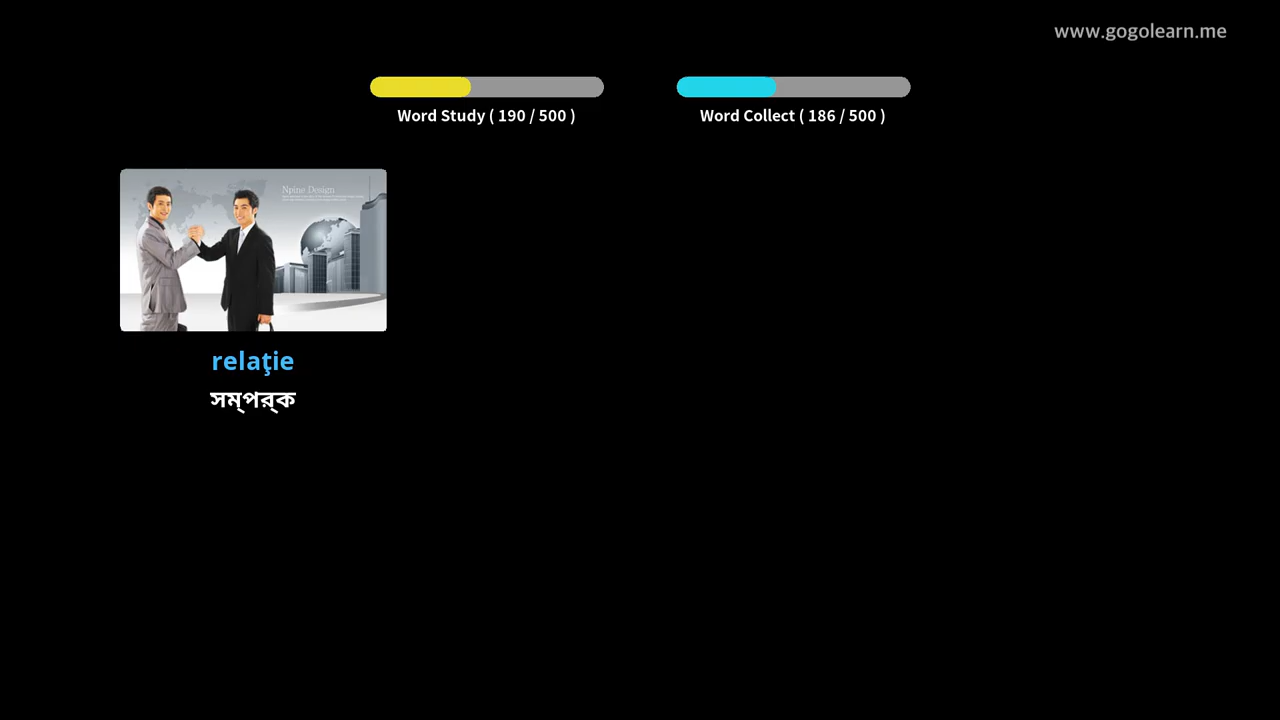 www.gogolearn.me
Word Study ( 190 / 500 )
Word Collect ( 186 / 500 )
Npine Design
relaţie
সম্পর্ক